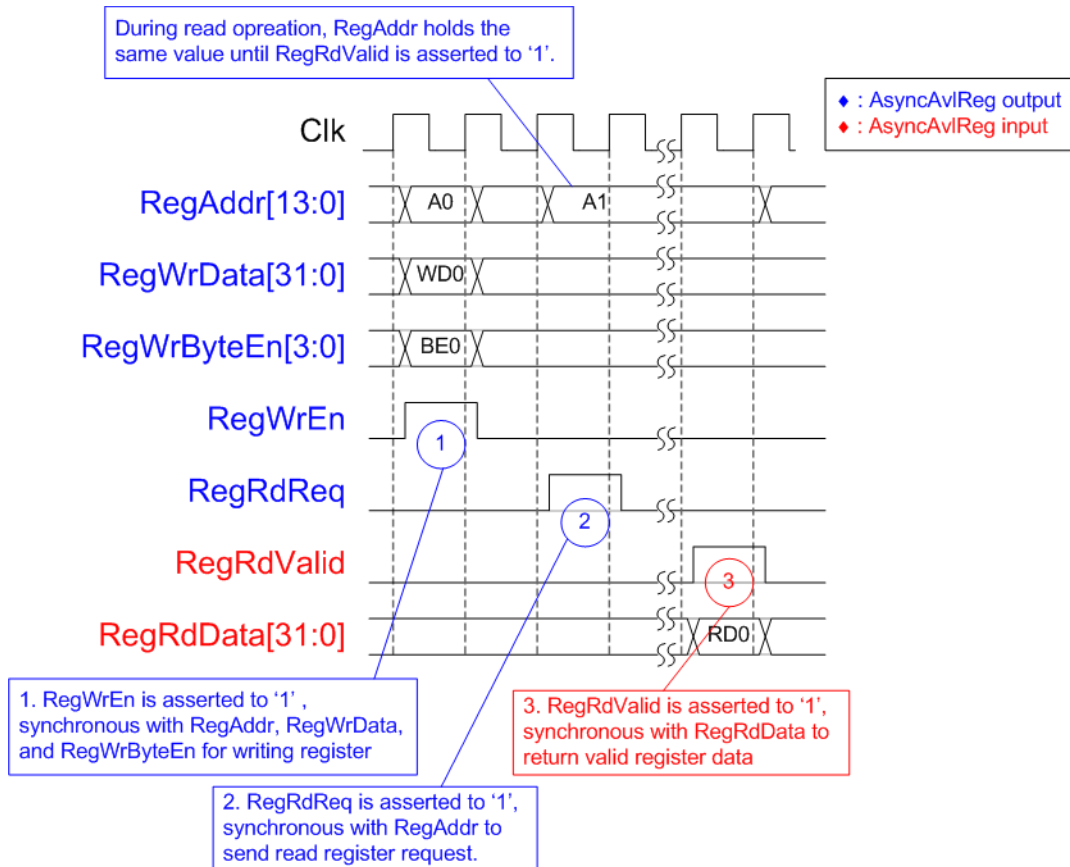 During read opreation, RegAddr holds the
same value until RegRdValid is asserted to ‘1’.
♦ : AsyncAvlReg output
♦ : AsyncAvlReg input
Clk
RegAddr[13:0]
A0
A1
RegWrData[31:0]
WD0
RegWrByteEn[3:0]
BE0
RegWrEn
1
RegRdReq
2
RegRdValid
3
RegRdData[31:0]
RD0
1. RegWrEn is asserted to ‘1’ ,
synchronous with RegAddr, RegWrData,
and RegWrByteEn for writing register
3. RegRdValid is asserted to ‘1’,
synchronous with RegRdData to
return valid register data
2. RegRdReq is asserted to ‘1’,
synchronous with RegAddr to
send read register request.